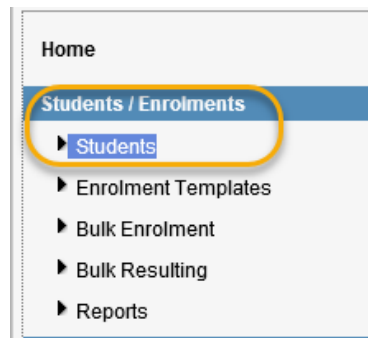 Home
Students / Enrolments
Students
Enrolment Templates
Bulk Enrolment
Bulk Resulting
Reports